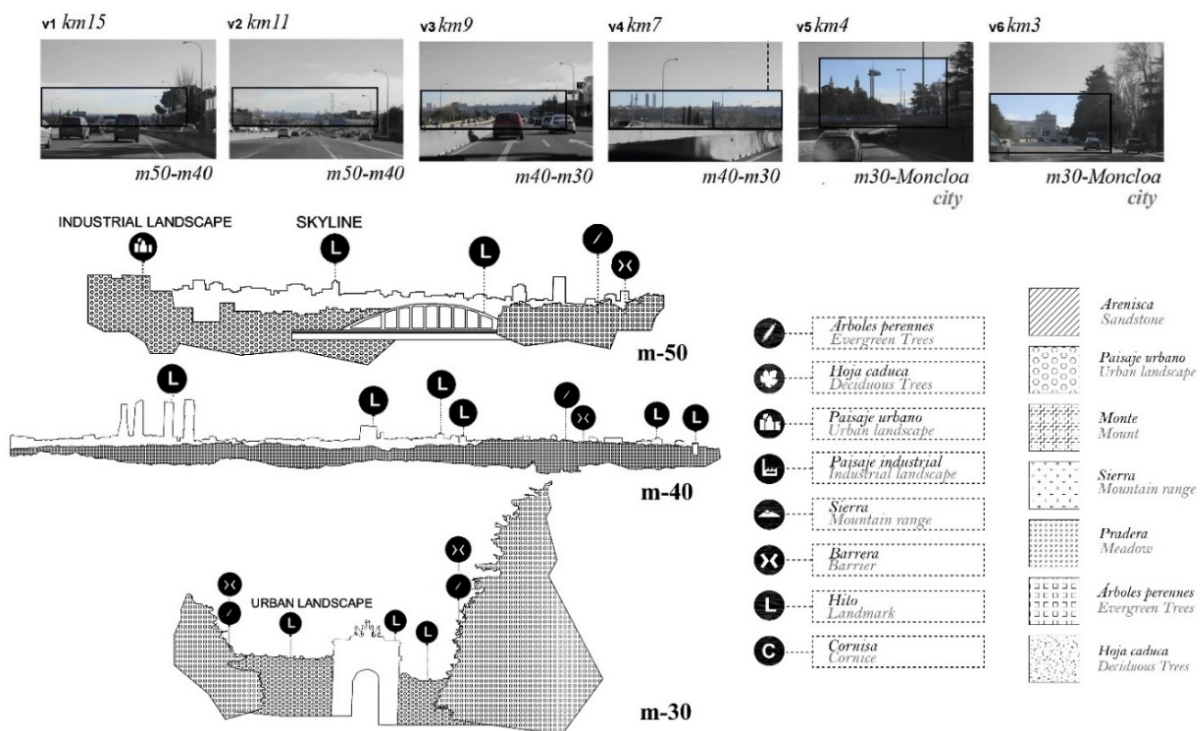 v1 km15
v2 km11
v3 km9
v4 km7
v5 km4
v6 km3
m50-m40
m50-m40
m40-m30
m40-m30
m30-Moncloa
city
m30-Moncloa
city
INDUSTRIAL LANDSCAPE
SKYLINE
L
L
m-50
L
L
L
L
L
L
m-40
URBAN LANDSCAPE
L
L
L
m-30
Árboles perennes
Evergreen Trees
Hoja caduca
Deciduous Trees
Paisaje urbano
Urban landscape
Paisaje industrial
Industrial landscape
Sierra
Mountain range
Barrera
Barrier
L
Hito
Landmark
C
Cornisa
Cornice
Arenisca
Sandstone
Paisaje urbano
Urban landscape
Monte
Mount
Sierra
Mountain range
Pradera
Meadow
Árboles perennes
Evergreen Trees
Hoja caduca
Deciduous Trees